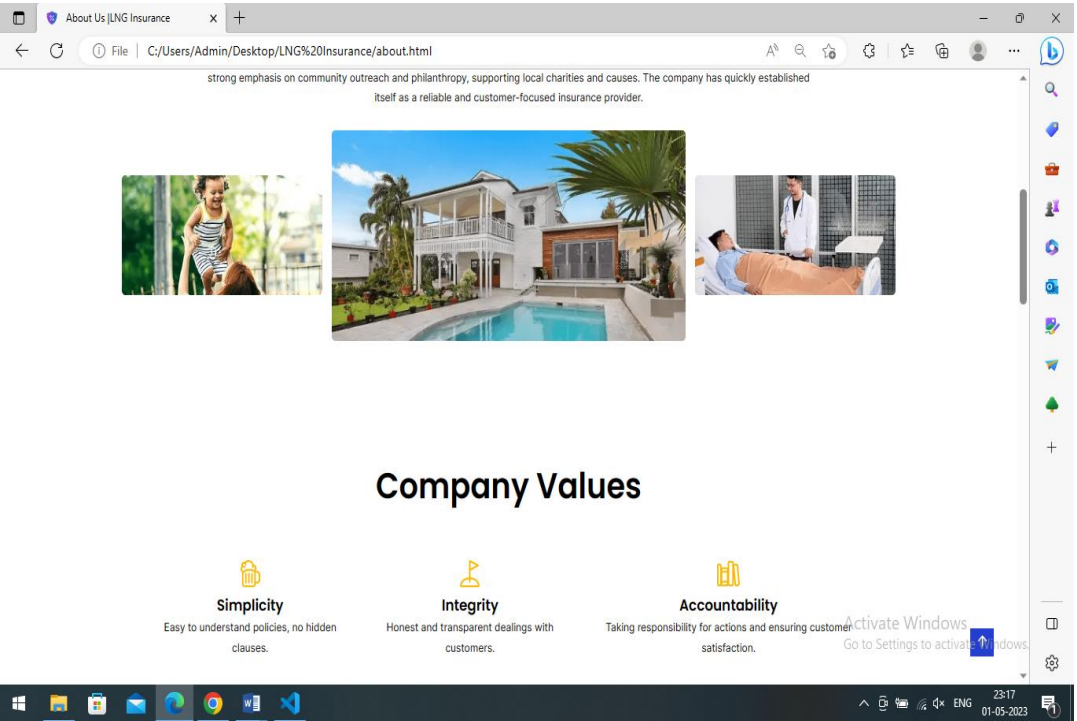 About Us |LNG Insurance
File
C:/Users/Admin/Desktop/LNG%20Insurance/about.html
strong emphasis on community outreach and philanthropy, supporting local charities and causes. The company has quickly established
itself as a reliable and customer-focused insurance provider.
Company Values
Simplicity
Easy to understand policies, no hidden
clauses.
Integrity
Honest and transparent dealings with
customers.
Accountability
Taking responsibility for actions and ensuring customer
satisfaction.
Activate Windows
Go to Settings to activate Windows.
ENG
23:17
01-05-2023